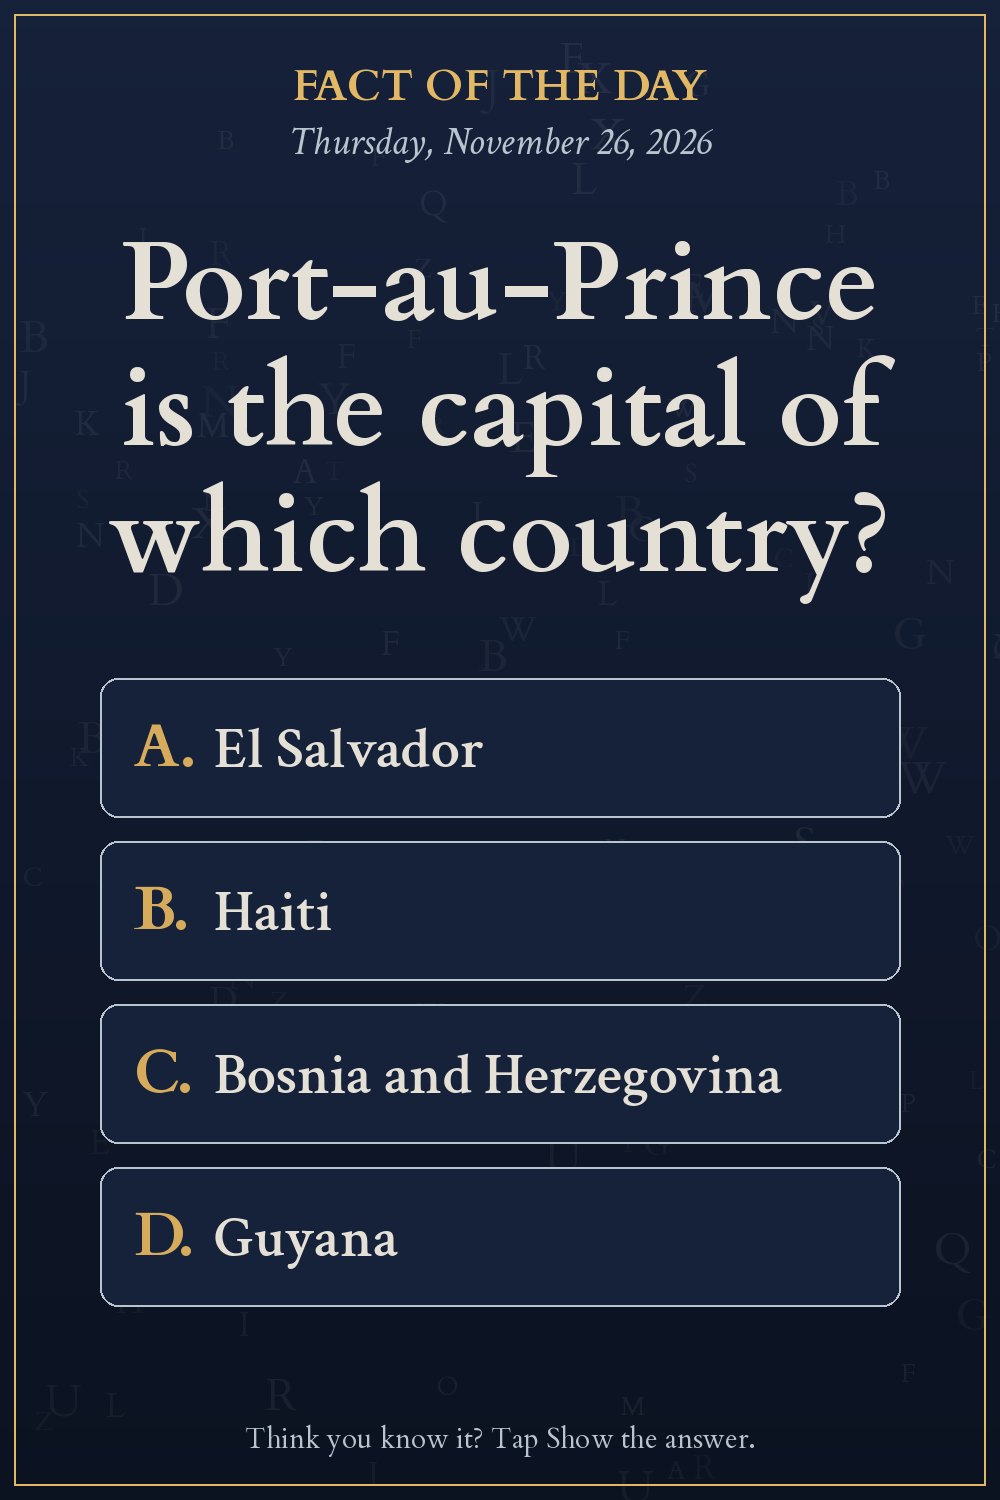 FACT OF THE DAY
Thursday, November 26, 2026
Port-au-Prince
is the capital of
which country?
A. El Salvador
B. Haiti
C. Bosnia and Herzegovina
D. Guyana
Think you know it? Tap Show the answer.